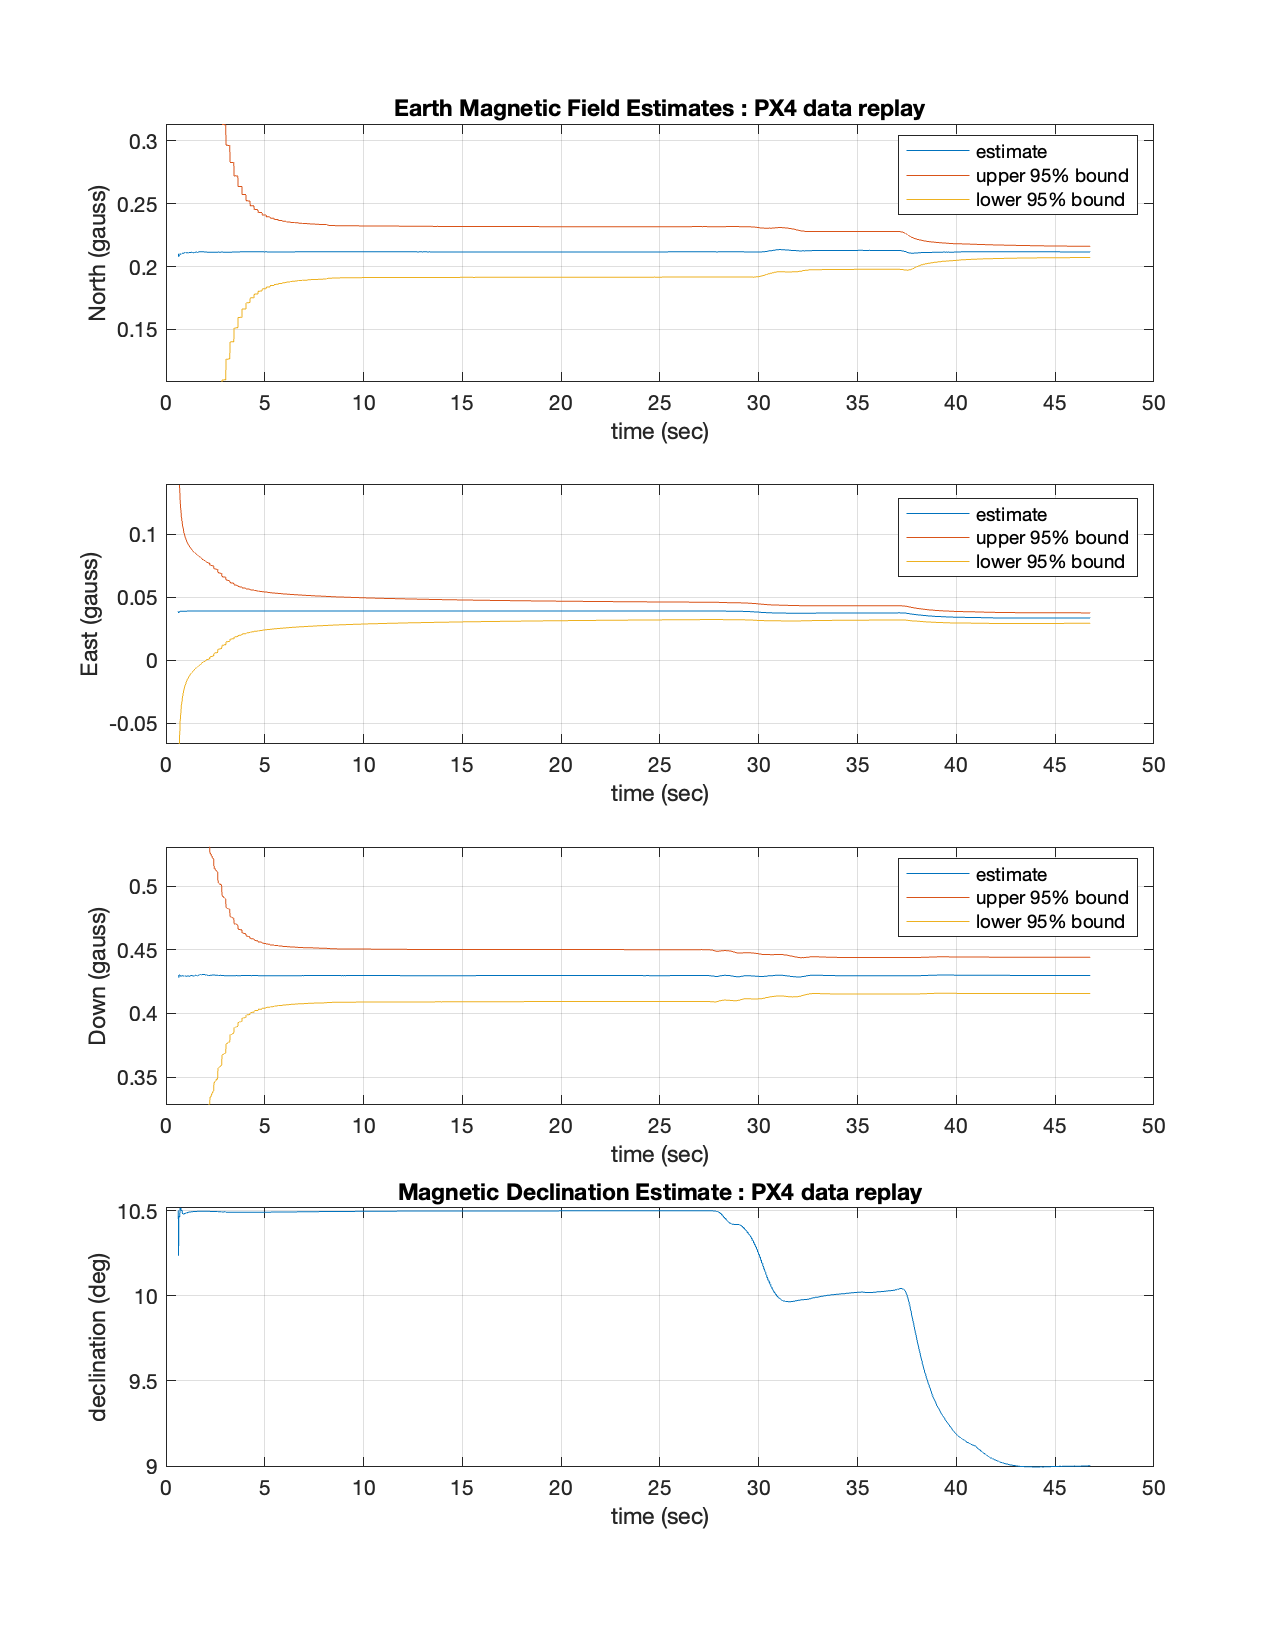 Earth Magnetic Field Estimates : PX4 data replay
North (gauss)
0.3
0.25
0.2
0.15
estimate
upper 95% bound
lower 95% bound
0 5 10 15 20 25 30 35 40 45 50
time (sec)
East (gauss)
0.1
0.05
0
-0.05
estimate
upper 95% bound
lower 95% bound
0 5 10 15 20 25 30 35 40 45 50
time (sec)
Down (gauss)
0.5
0.45
0.4
0.35
estimate
upper 95% bound
lower 95% bound
0 5 10 15 20 25 30 35 40 45 50
time (sec)
Magnetic Declination Estimate : PX4 data replay
declination (deg)
10.5
10
9.5
9
0 5 10 15 20 25 30 35 40 45 50
time (sec)